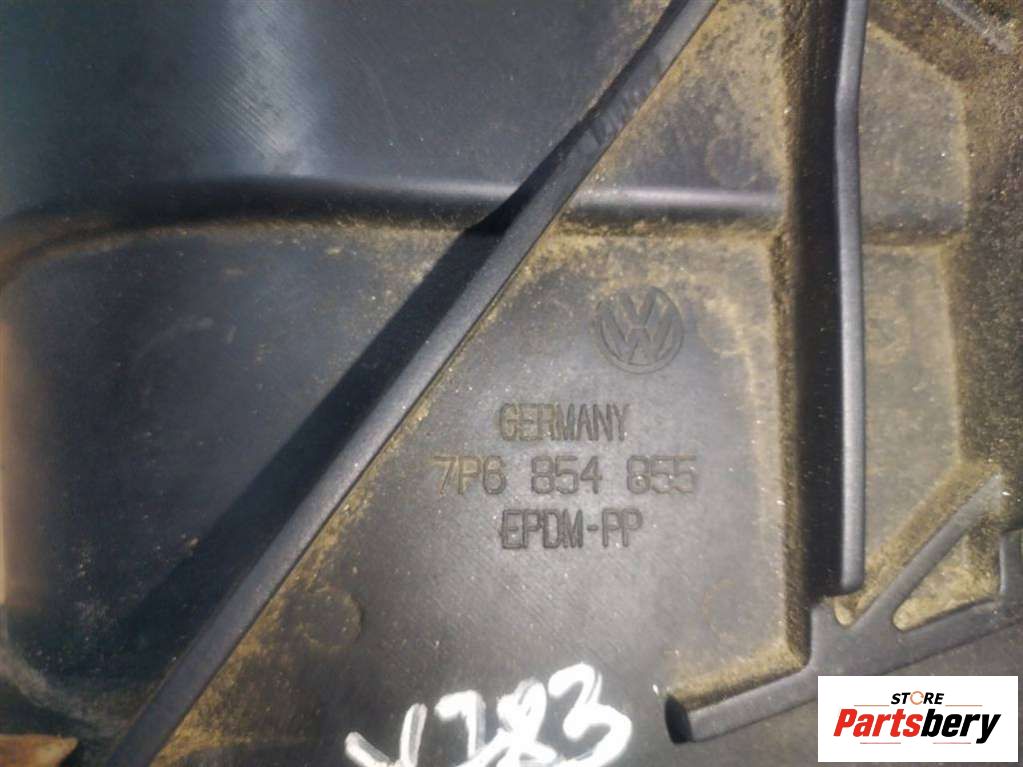 GERMANY
7P6 854 855
EPDM-PP
STORE
Partsbery